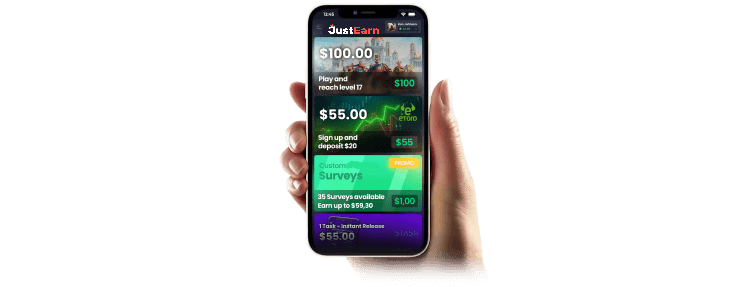 12:45
JustEarn
$100.00
Play and
reach level 17
$100
$55.00
eToro
Sign up and
deposit $20
$55
PROMO
Qustom
Surveys
35 Surveys available
Earn up to $59,30
$1,00
1 Task - Instant Release
$55.00